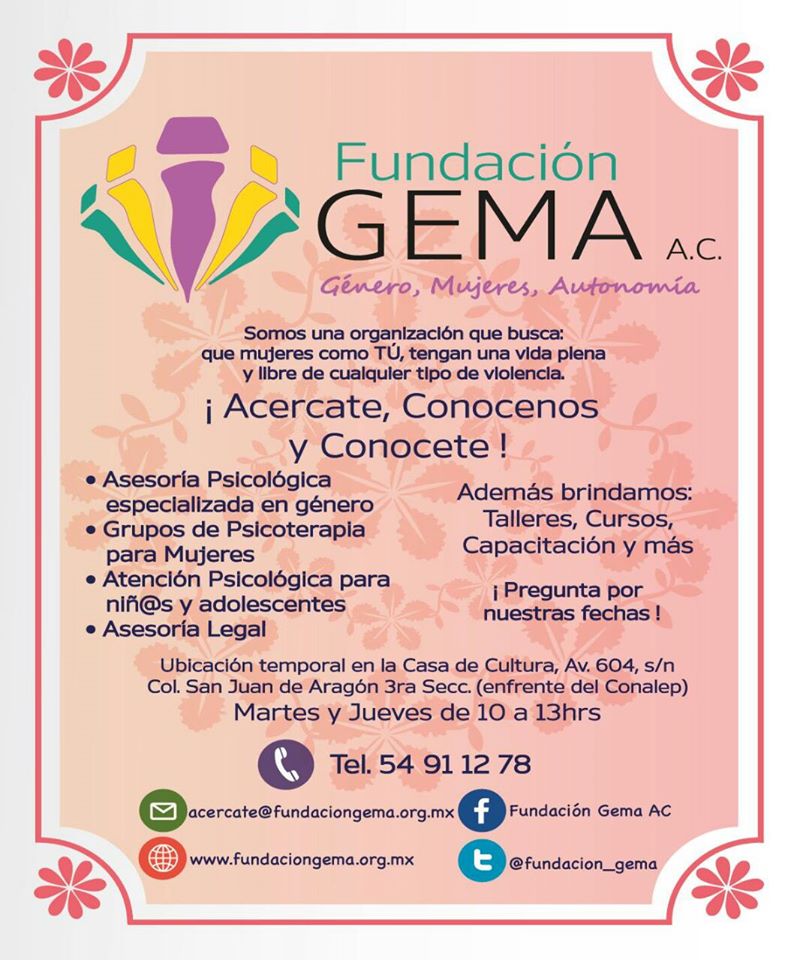 Fundación
GEMA A.C.
Género, Mujeres, Autonomía
Somos una organización que busca:
que mujeres como TÚ, tengan una vida plena
y libre de cualquier tipo de violencia.
¡ Acercate, Conocenos
y Conocete !
• Asesoría Psicológica
especializada en género
• Grupos de Psicoterapia
para Mujeres
• Atención Psicológica para
niñ@s y adolescentes
• Asesoría Legal
Además brindamos:
Talleres, Cursos,
Capacitación y más
¡ Pregunta por
nuestras fechas !
Ubicación temporal en la Casa de Cultura, Av. 604, s/n
Col. San Juan de Aragón 3ra Secc. (enfrente del Conalep)
Martes y Jueves de 10 a 13hrs
Tel. 54 91 12 78
acercate@fundaciongema.org.mx
Fundación Gema AC
www.fundaciongema.org.mx
@fundacion_gema